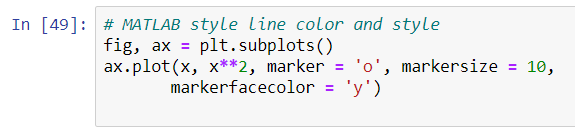 In [49]: # MATLAB style line color and style
fig, ax = plt.subplots()
ax.plot(x, x**2, marker = 'o', markersize = 10,
markerfacecolor = 'y')